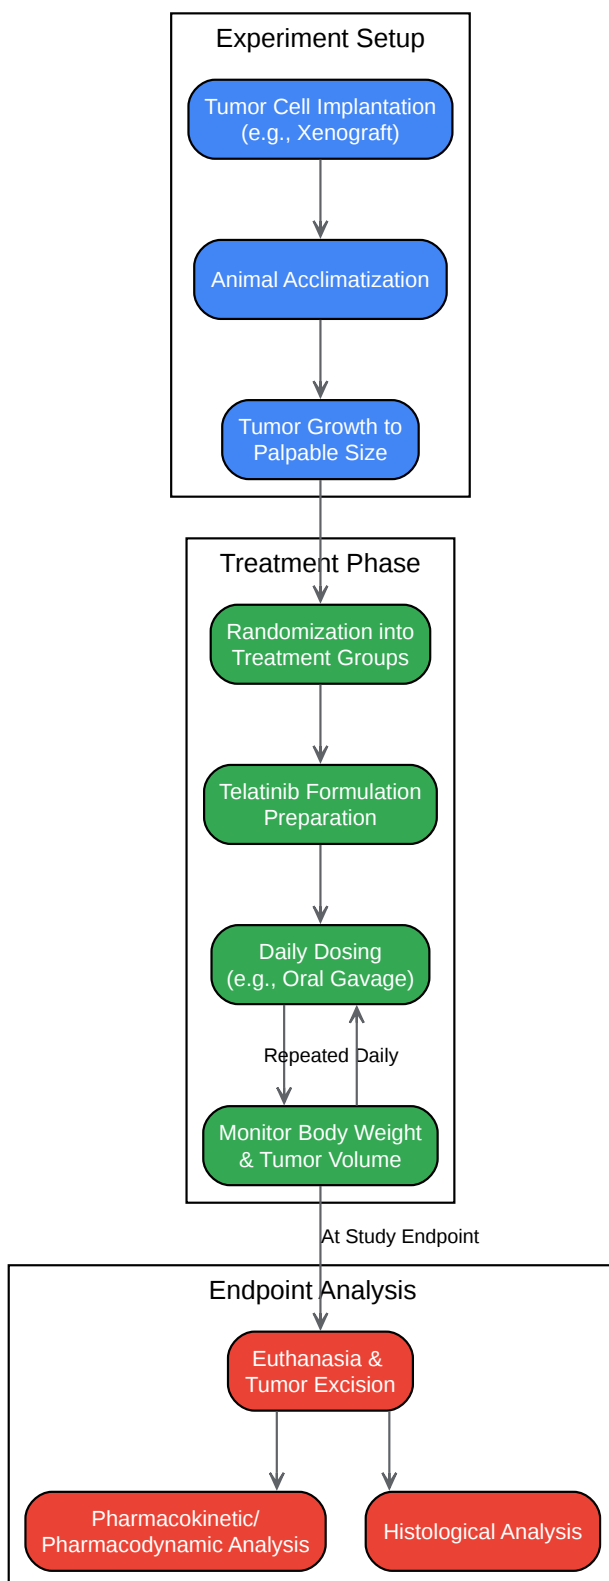 Experiment Setup
Tumor Cell Implantation
(e.g., Xenograft)
Animal Acclimatization
Tumor Growth to
Palpable Size
Treatment Phase
Randomization into
Treatment Groups
Telatinib Formulation
Preparation
Daily Dosing
(e.g., Oral Gavage)
Repeated Daily
Monitor Body Weight
& Tumor Volume
At Study Endpoint
Endpoint Analysis
Euthanasia &
Tumor Excision
Pharmacokinetic/
Pharmacodynamic Analysis
Histological Analysis